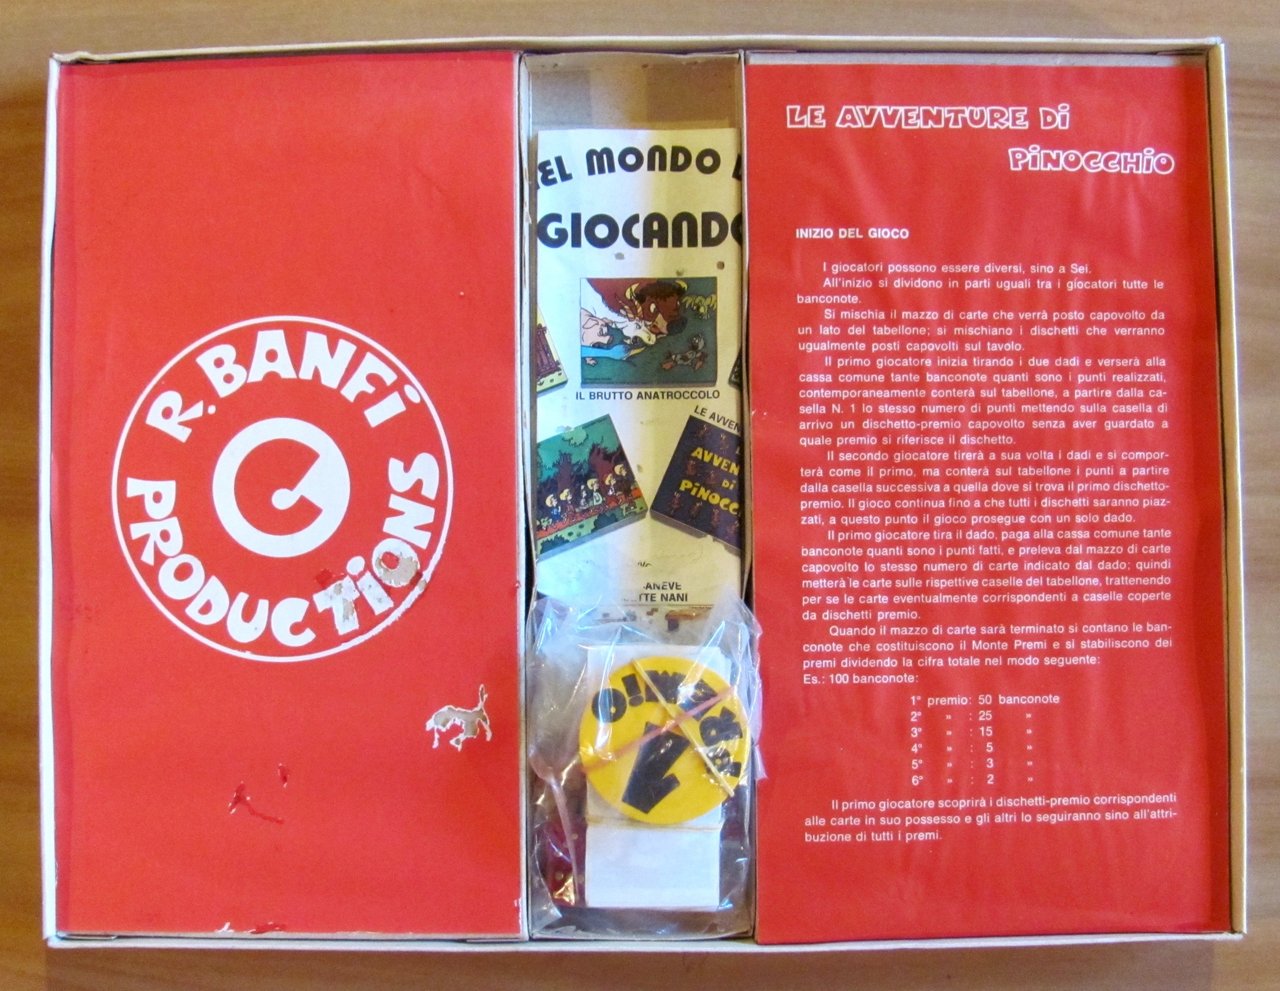 R. BANFi
PRODUCTiONS
EL MONDO
GIOCANDO
IL BRUTTO ANATROCCOLO
LE AVVEN
AVVEN
Di
PiNOCC
ANEVE
TTE NANI
1° PREMIO
LE AVVENTURE Di
PiNOCCHiO
INIZIO DEL GIOCO
I giocatori possono essere diversi, sino a Sei.
All'inizio si dividono in parti uguali tra i giocatori tutte le
banconote.
Si mischia il mazzo di carte che verrà posto capovolto da
un lato del tabellone; si mischiano i dischetti che verranno
ugualmente posti capovolti sul tavolo.
Il primo giocatore inizia tirando i due dadi e verserà alla
cassa comune tante banconote quanti sono i punti realizzati,
contemporaneamente conterà sul tabellone, a partire dalla ca-
sella N. 1 lo stesso numero di punti mettendo sulla casella di
arrivo un dischetto-premio capovolto senza aver guardato a
quale premio si riferisce il dischetto.
Il secondo giocatore tirerà a sua volta i dadi e si compor-
terà come il primo, ma conterà sul tabellone i punti a partire
dalla casella successiva a quella dove si trova il primo dischetto-
premio. Il gioco continua fino a che tutti i dischetti saranno piaz-
zati, a questo punto il gioco prosegue con un solo dado.
Il primo giocatore tira il dado, paga alla cassa comune tante
banconote quanti sono i punti fatti, e preleva dal mazzo di carte
capovolto lo stesso numero di carte indicato dal dado; quindi
metterà le carte sulle rispettive caselle del tabellone, trattenendo
per se le carte eventualmente corrispondenti a caselle coperte
da dischetti premio.
Quando il mazzo di carte sarà terminato si contano le ban-
conote che costituiscono il Monte Premi e si stabiliscono dei
premi dividendo la cifra totale nel modo seguente:
Es.: 100 banconote:
1° premio: 50 banconote
2° » : 25 »
3° » : 15 »
4° » : 5 »
5° » : 3 »
6° » : 2 »
Il primo giocatore scoprirà i dischetti-premio corrispondenti
alle carte in suo possesso e gli altri lo seguiranno sino all'attri-
buzione di tutti i premi.